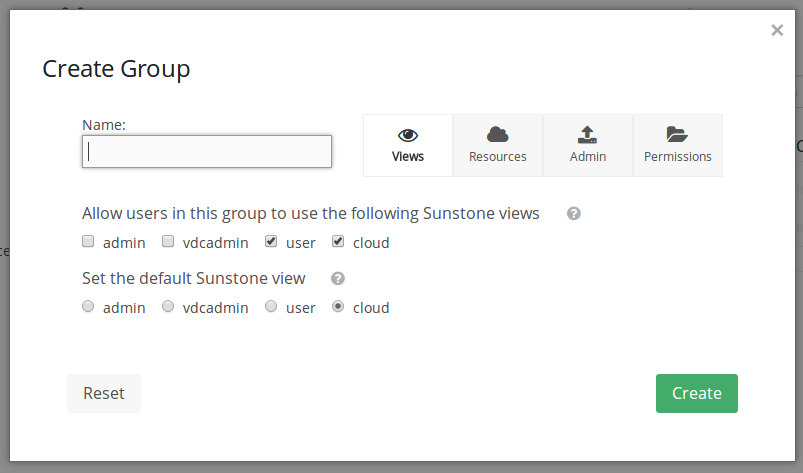 ×
Create Group
Name:
Views Resources Admin Permissions
Allow users in this group to use the following Sunstone views ?
admin vdcadmin user cloud
Set the default Sunstone view ?
admin vdcadmin user cloud
Reset Create